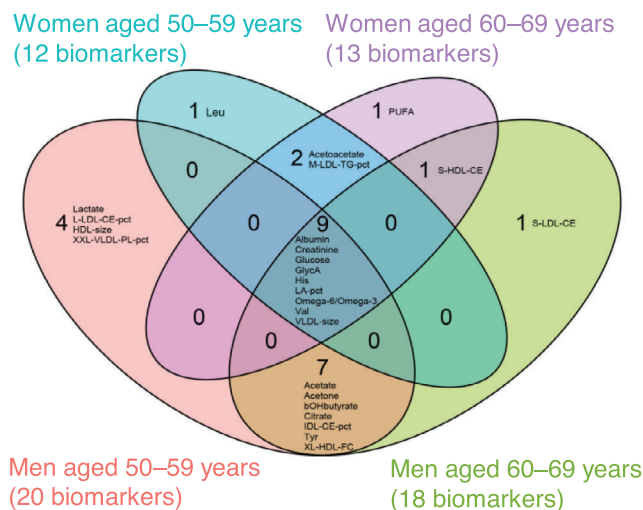 Women aged 50–59 years
(12 biomarkers)
Women aged 60–69 years
(13 biomarkers)
1 Leu
1 PUFA
2 Acetoacetate
M-LDL-TG-pct
0
1 S-HDL-CE
4 Lactate
L-LDL-CE-pct
HDL-size
XXL-VLDL-PL-pct
0
9
0
1 S-LDL-CE
Albumin
Creatinine
Glucose
GlycA
His
LA-pct
Omega-6/Omega-3
Val
VLDL-size
0
0
0
0
7
Acetate
Acetone
bOHbutyrate
Citrate
IDL-CE-pct
Tyr
XL-HDL-FC
Men aged 50–59 years
(20 biomarkers)
Men aged 60–69 years
(18 biomarkers)